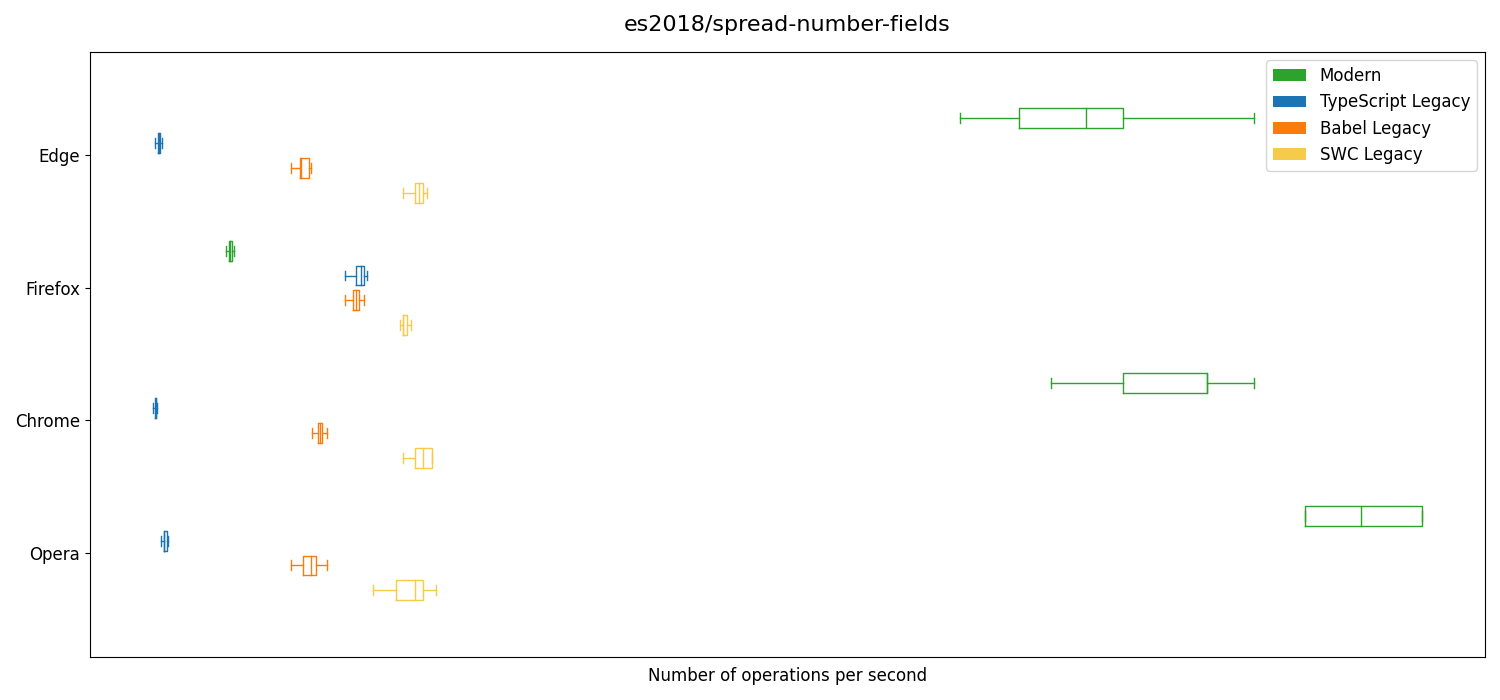 es2018/spread-number-fields
Modern
TypeScript Legacy
Babel Legacy
SWC Legacy
Edge
Firefox
Chrome
Opera
Number of operations per second